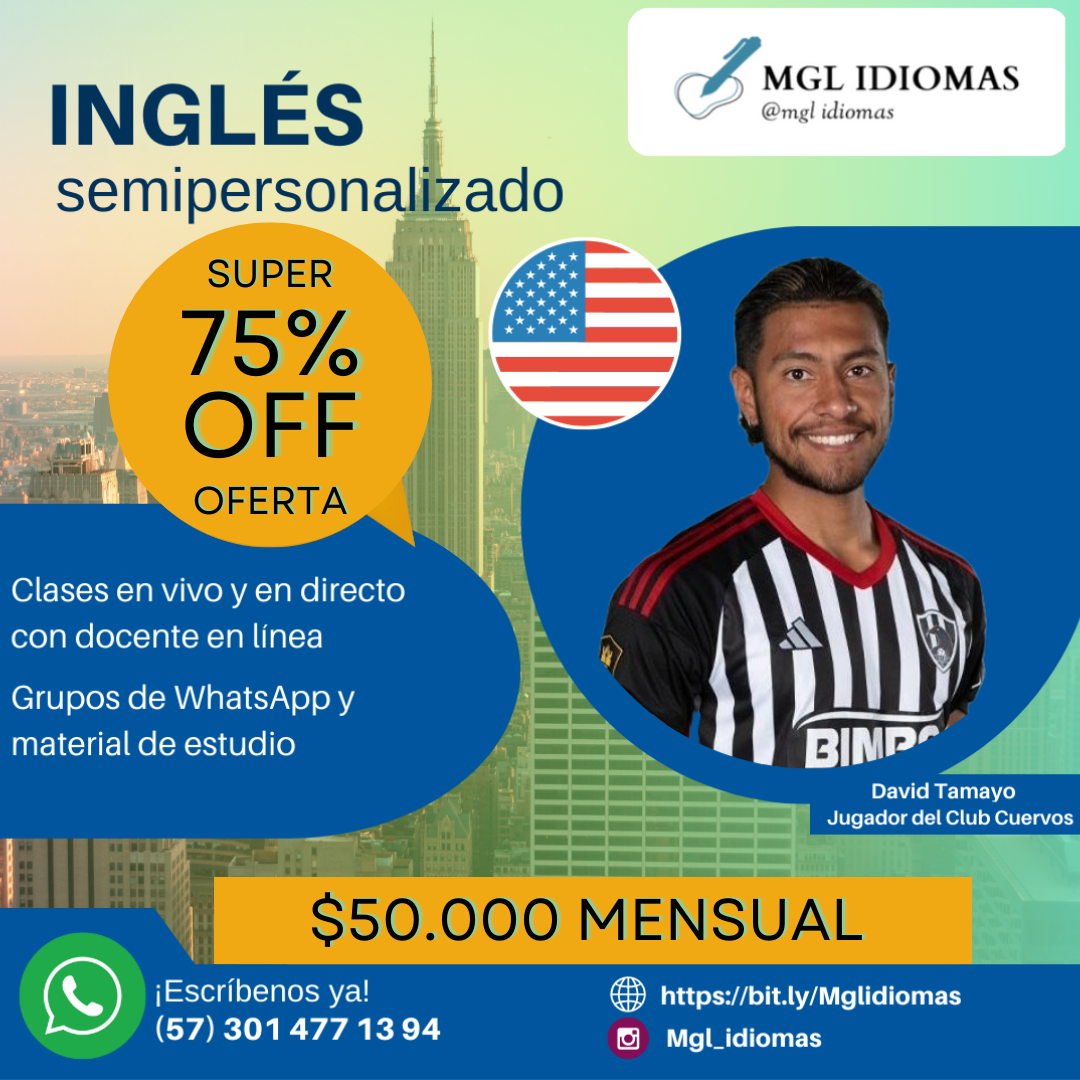 MGL IDIOMAS
@mgl idiomas
INGLÉS
semipersonalizado
SUPER
75%
OFF
OFERTA
Clases en vivo y en directo
con docente en línea
Grupos de WhatsApp y
material de estudio
BIMBO
David Tamayo
Jugador del Club Cuervos
$50.000 MENSUAL
¡Escríbenos ya!
(57) 301 477 13 94
https://bit.ly/Mglidiomas
Mgl_idiomas